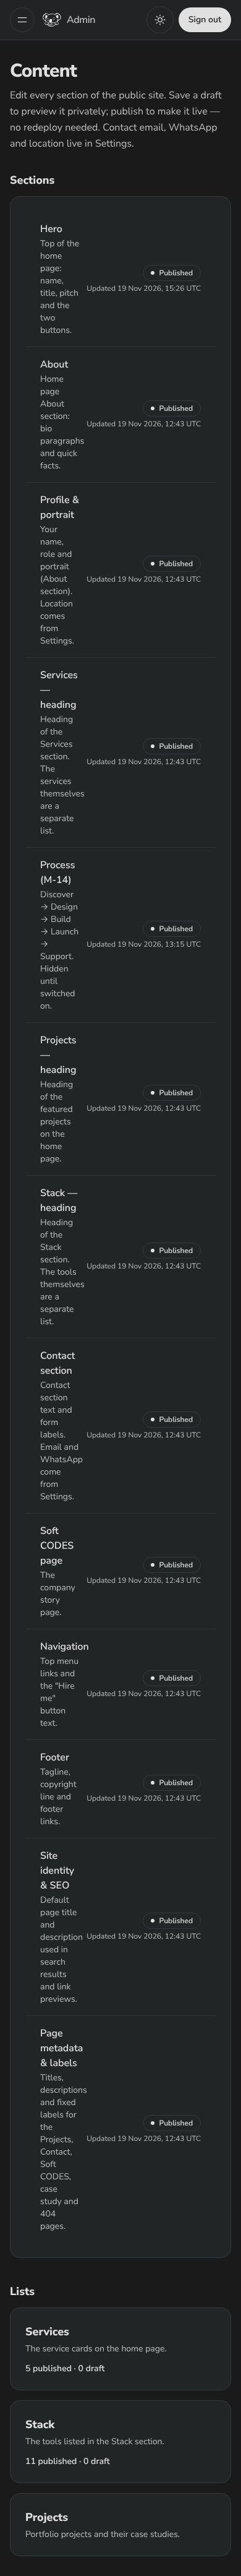 Admin
Sign out
Content
Edit every section of the public site. Save a draft
to preview it privately; publish to make it live —
no redeploy needed. Contact email, WhatsApp
and location live in Settings.
Sections
Hero
Top of the
home
page:
name,
title, pitch
and the
two
buttons.
Published
Updated 19 Nov 2026, 15:26 UTC
About
Home
page
About
section:
bio
paragraphs
and quick
facts.
Published
Updated 19 Nov 2026, 12:43 UTC
Profile &
portrait
Your
name,
role and
portrait
(About
section).
Location
comes
from
Settings.
Published
Updated 19 Nov 2026, 12:43 UTC
Services
—
heading
Heading
of the
Services
section.
The
services
themselves
are a
separate
list.
Published
Updated 19 Nov 2026, 12:43 UTC
Process
(M-14)
Discover
→ Design
→ Build
→ Launch
→
Support.
Hidden
until
switched
on.
Published
Updated 19 Nov 2026, 13:15 UTC
Projects
—
heading
Heading
of the
featured
projects
on the
home
page.
Published
Updated 19 Nov 2026, 12:43 UTC
Stack —
heading
Heading
of the
Stack
section.
The tools
themselves
are a
separate
list.
Published
Updated 19 Nov 2026, 12:43 UTC
Contact
section
Contact
section
text and
form
labels.
Email and
WhatsApp
come
from
Settings.
Published
Updated 19 Nov 2026, 12:43 UTC
Soft
CODES
page
The
company
story
page.
Published
Updated 19 Nov 2026, 12:43 UTC
Navigation
Top menu
links and
the "Hire
me"
button
text.
Published
Updated 19 Nov 2026, 12:43 UTC
Footer
Tagline,
copyright
line and
footer
links.
Published
Updated 19 Nov 2026, 12:43 UTC
Site
identity
& SEO
Default
page title
and
description
used in
search
results
and link
previews.
Published
Updated 19 Nov 2026, 12:43 UTC
Page
metadata
& labels
Titles,
descriptions
and fixed
labels for
the
Projects,
Contact,
Soft
CODES,
case
study and
404
pages.
Published
Updated 19 Nov 2026, 12:43 UTC
Lists
Services
The service cards on the home page.
5 published · 0 draft
Stack
The tools listed in the Stack section.
11 published · 0 draft
Projects
Portfolio projects and their case studies.